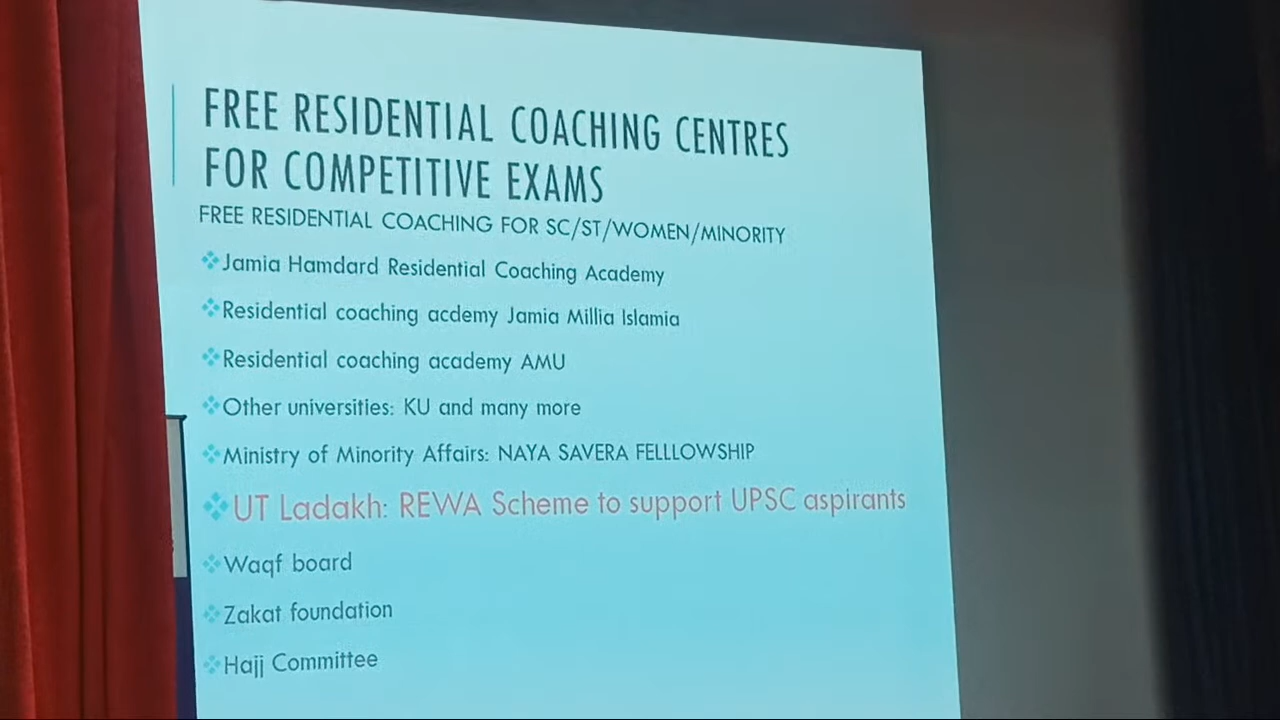 FREE RESIDENTIAL COACHING CENTRES
FOR COMPETITIVE EXAMS
FREE RESIDENTIAL COACHING FOR SC/ST/WOMEN/MINORITY
Jamia Hamdard Residential Coaching Academy
Residential coaching acdemy Jamia Millia Islamia
Residential coaching academy AMU
Other universities: KU and many more
Ministry of Minority Affairs: NAYA SAVERA FELLLOWSHIP
UT Ladakh: REWA Scheme to support UPSC aspirants
Waqf board
Zakat foundation
Hajj Committee